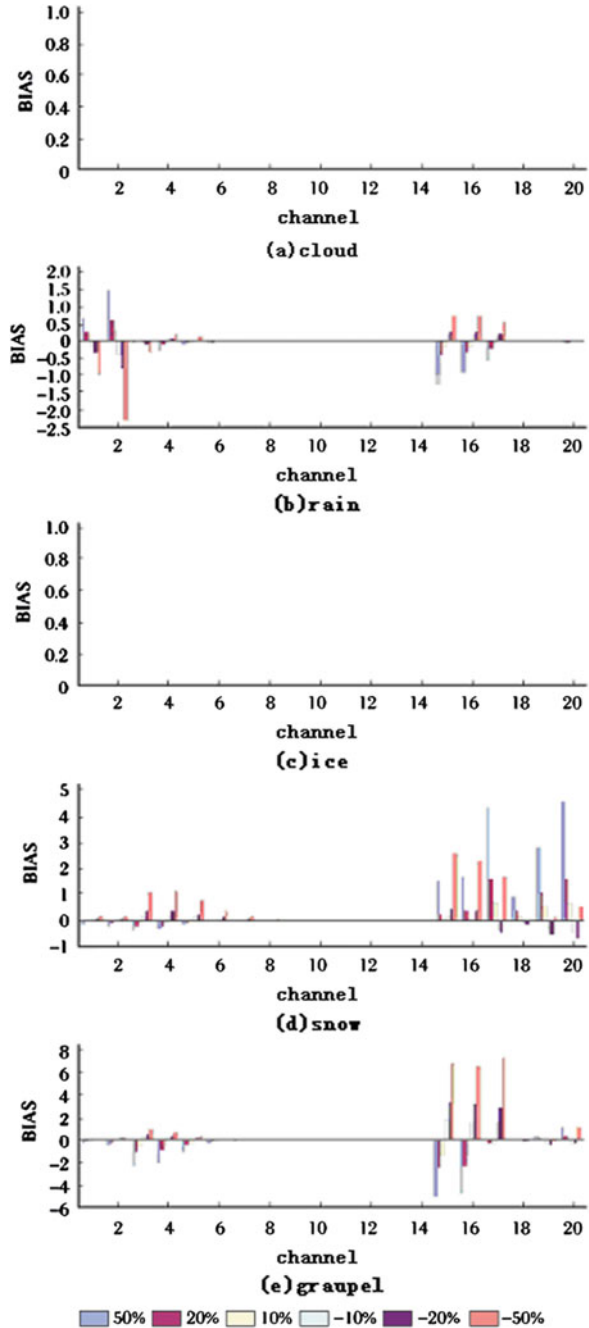 BIAS
1.0
0.8
0.6
0.4
0.2
0
2 4 6 8 10 12 14 16 18 20
channel
(a)cloud
BIAS
2.0
1.5
1.0
0.5
0
−0.5
−1.0
−1.5
−2.0
−2.5
2 4 6 8 10 12 14 16 18 20
channel
(b)rain
BIAS
1.0
0.8
0.6
0.4
0.2
0
2 4 6 8 10 12 14 16 18 20
channel
(c)ice
BIAS
5
4
3
2
1
0
−1
2 4 6 8 10 12 14 16 18 20
channel
(d)snow
BIAS
8
6
4
2
0
−2
−4
−6
2 4 6 8 10 12 14 16 18 20
channel
(e)graupel
50% 20% 10% −10% −20% −50%